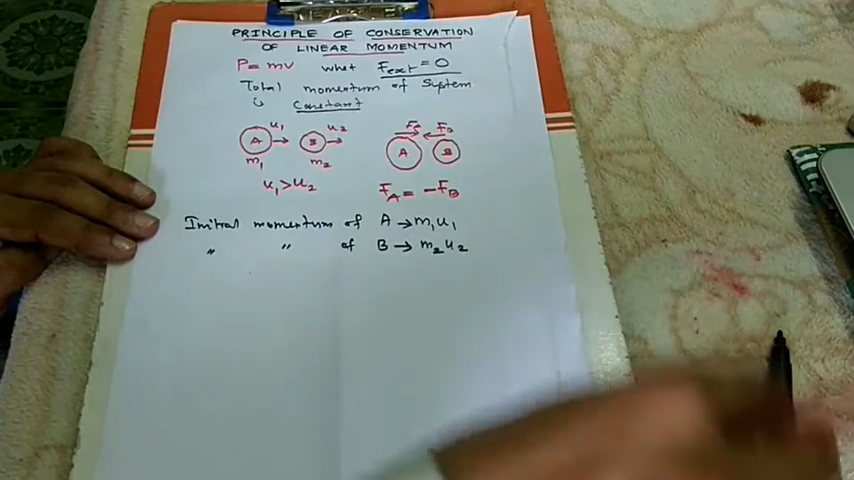 PRINCIPLE OF CONSERVATION
OF LINEAR MOMENTUM
P = mv when Fext = 0
Total momentum of System
is Constant
A u₁ B u₂ FA FB A B
m₁ m₂
u₁ > u₂ FA = -FB
Initial momentum of A → m₁u₁
" " of B → m₂u₂